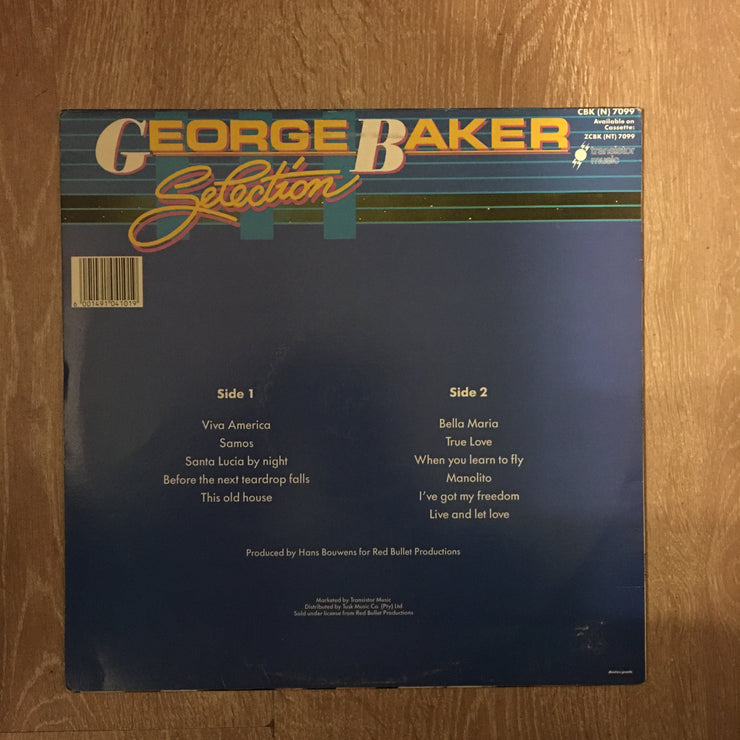 GEORGE BAKER
Selection
CBK (N) 7099
Available on
Cassette:
ZCBK (NT) 7099
transistor
music
6 001491 041019
Side 1
Viva America
Samos
Santa Lucia by night
Before the next teardrop falls
This old house
Side 2
Bella Maria
True Love
When you learn to fly
Manolito
I've got my freedom
Live and let love
Produced by Hans Bouwens for Red Bullet Productions
Marketed by Transistor Music
Distributed by Tusk Music Co. (Pty) Ltd
Sold under license from Red Bullet Productions